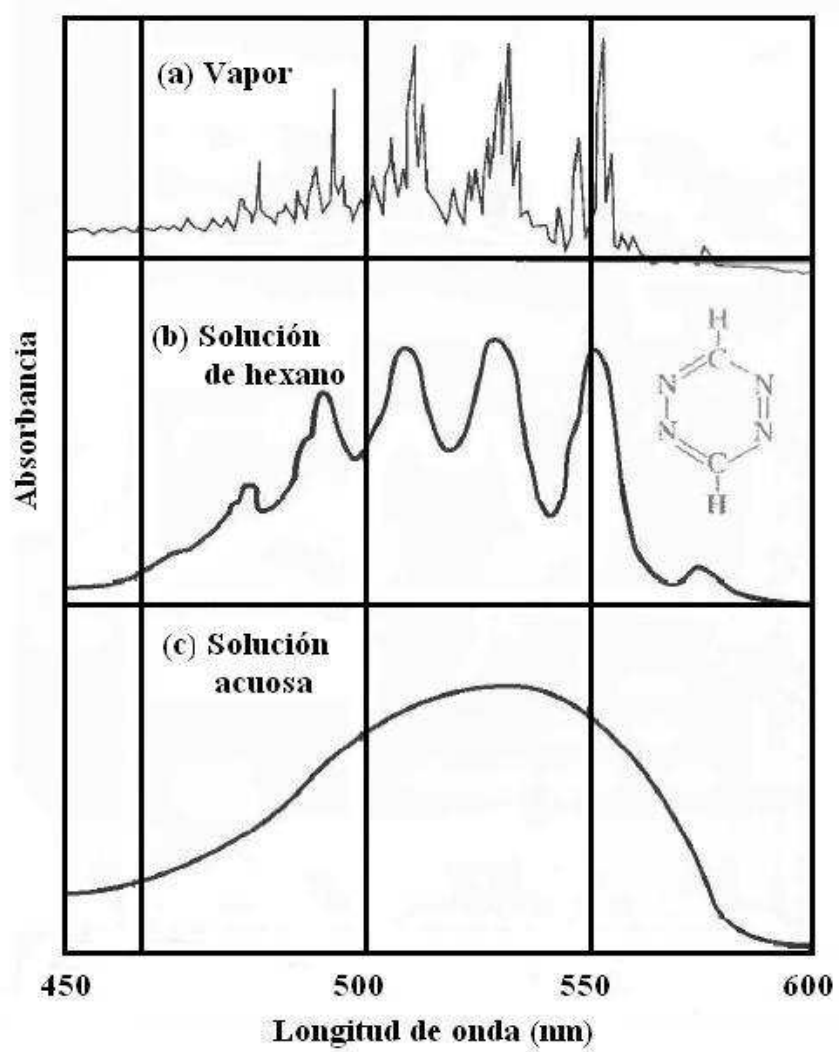 (a) Vapor
(b) Solución
de hexano
H
C
N N
N N
C
H
(c) Solución
acuosa
Absorbancia
450 500 550 600
Longitud de onda (nm)